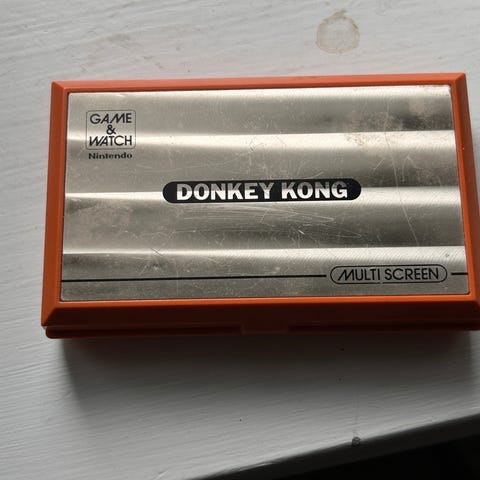 GAME
&
WATCH
Nintendo
DONKEY KONG
MULTI SCREEN